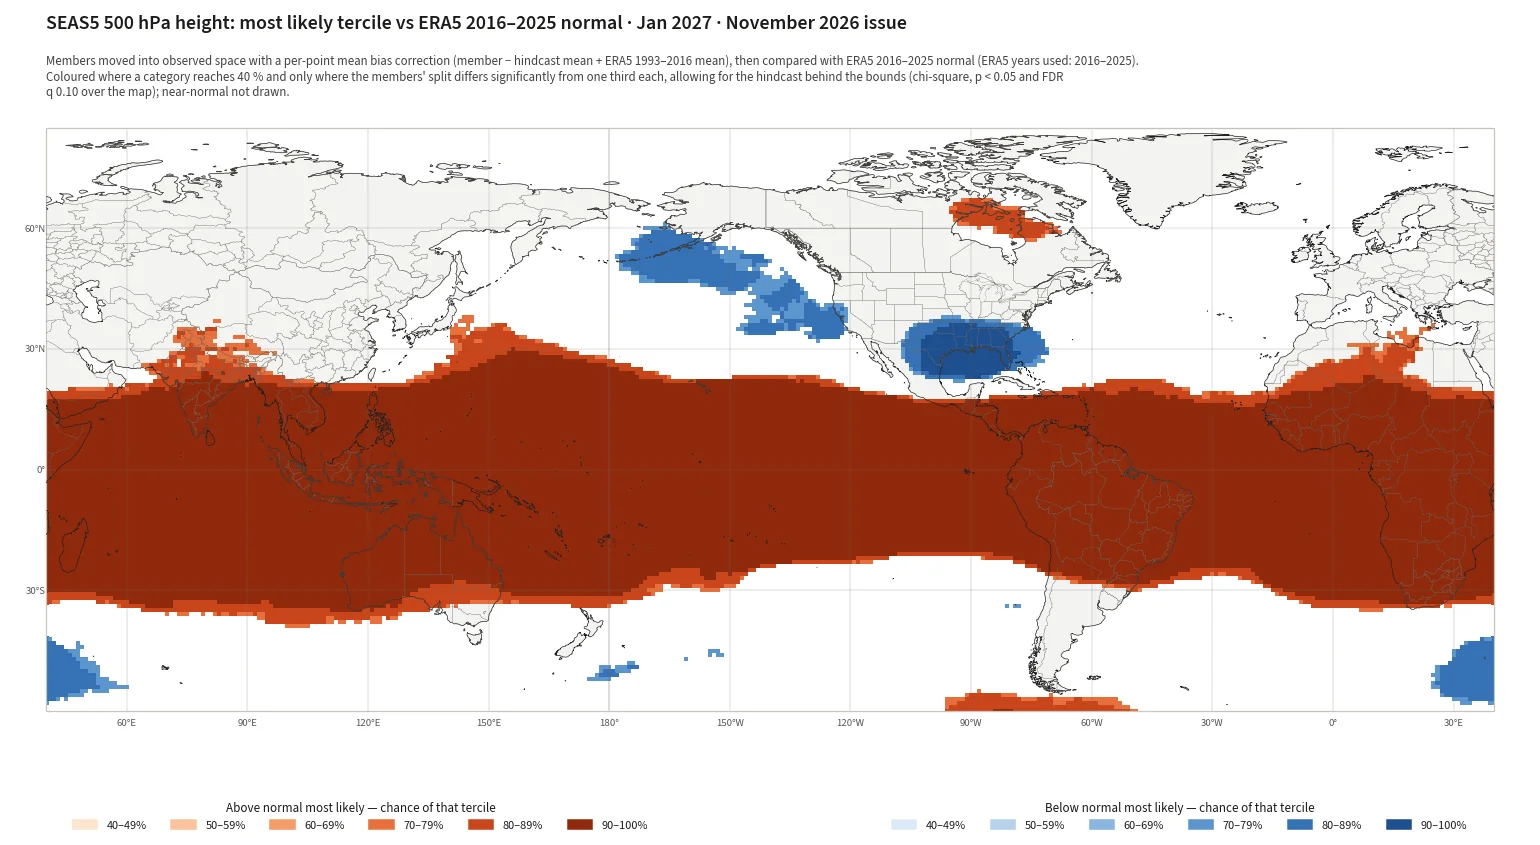 SEAS5 500 hPa height: most likely tercile vs ERA5 2016–2025 normal · Jan 2027 · November 2026 issue
Members moved into observed space with a per-point mean bias correction (member − hindcast mean + ERA5 1993–2016 mean), then compared with ERA5 2016–2025 normal (ERA5 years used: 2016–2025).
Coloured where a category reaches 40 % and only where the members' split differs significantly from one third each, allowing for the hindcast behind the bounds (chi-square, p < 0.05 and FDR
q 0.10 over the map); near-normal not drawn.
60°N
30°N
0°
30°S
60°E 90°E 120°E 150°E 180° 150°W 120°W 90°W 60°W 30°W 0° 30°E
Above normal most likely — chance of that tercile
40–49% 50–59% 60–69% 70–79% 80–89% 90–100%
Below normal most likely — chance of that tercile
40–49% 50–59% 60–69% 70–79% 80–89% 90–100%